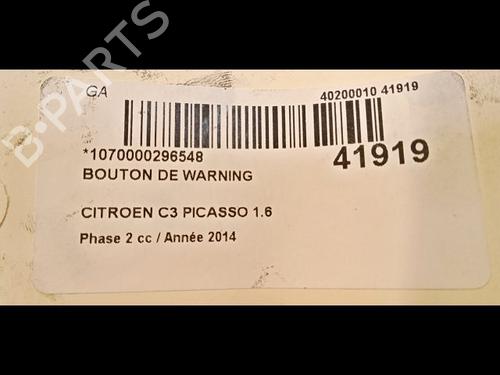 GA
40200010 41919
*1070000296548
41919
BOUTON DE WARNING
CITROEN C3 PICASSO 1.6
Phase 2 cc / Année 2014
B-PARTS